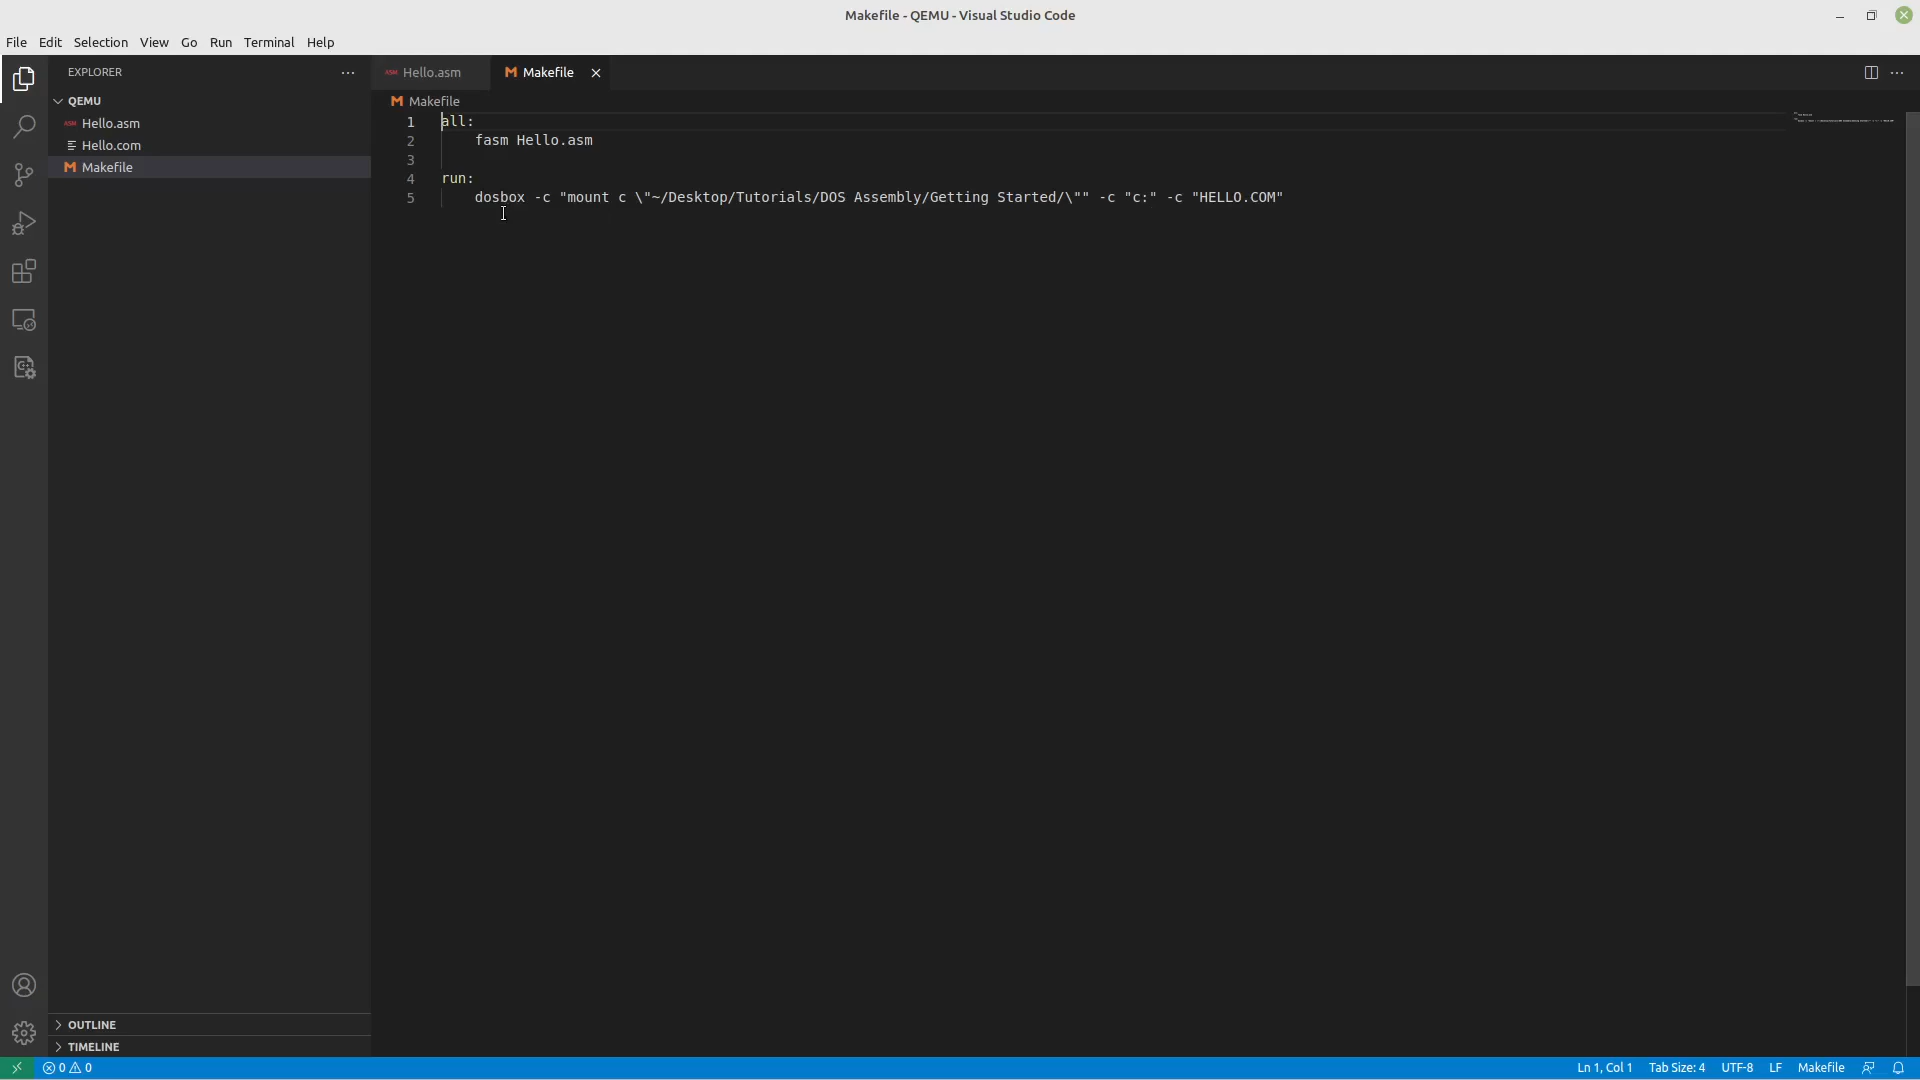 Makefile - QEMU - Visual Studio Code
File Edit Selection View Go Run Terminal Help
EXPLORER
QEMU
ASM Hello.asm
Hello.com
M Makefile
OUTLINE
TIMELINE
ASM Hello.asm
M Makefile
M Makefile
1 all:
2 fasm Hello.asm
3
4 run:
5 dosbox -c "mount c \"~/Desktop/Tutorials/DOS Assembly/Getting Started/\"" -c "c:" -c "HELLO.COM"
0 0
Ln 1, Col 1 Tab Size: 4 UTF-8 LF Makefile